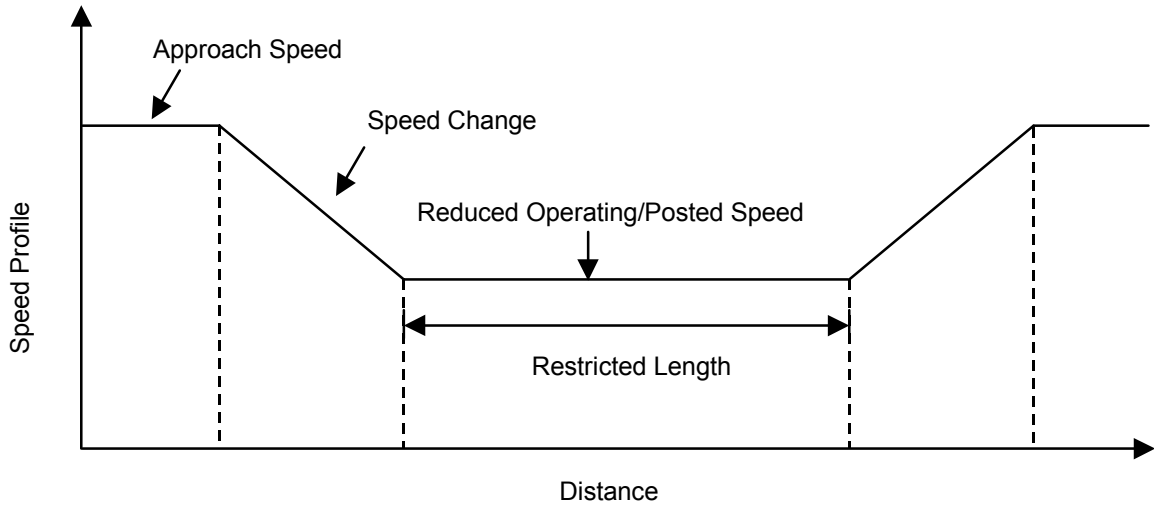 Approach Speed
Speed Change
Reduced Operating/Posted Speed
Speed Profile
Restricted Length
Distance